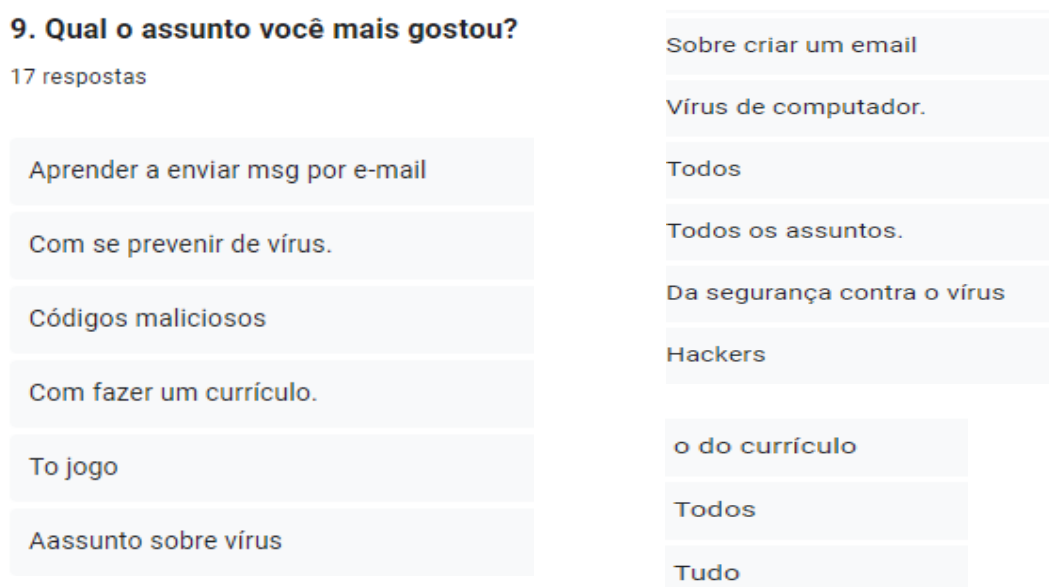 9. Qual o assunto você mais gostou?
17 respostas
Aprender a enviar msg por e-mail
Com se prevenir de vírus.
Códigos maliciosos
Com fazer um currículo.
To jogo
Aassunto sobre vírus
Sobre criar um email
Vírus de computador.
Todos
Todos os assuntos.
Da segurança contra o vírus
Hackers
o do currículo
Todos
Tudo